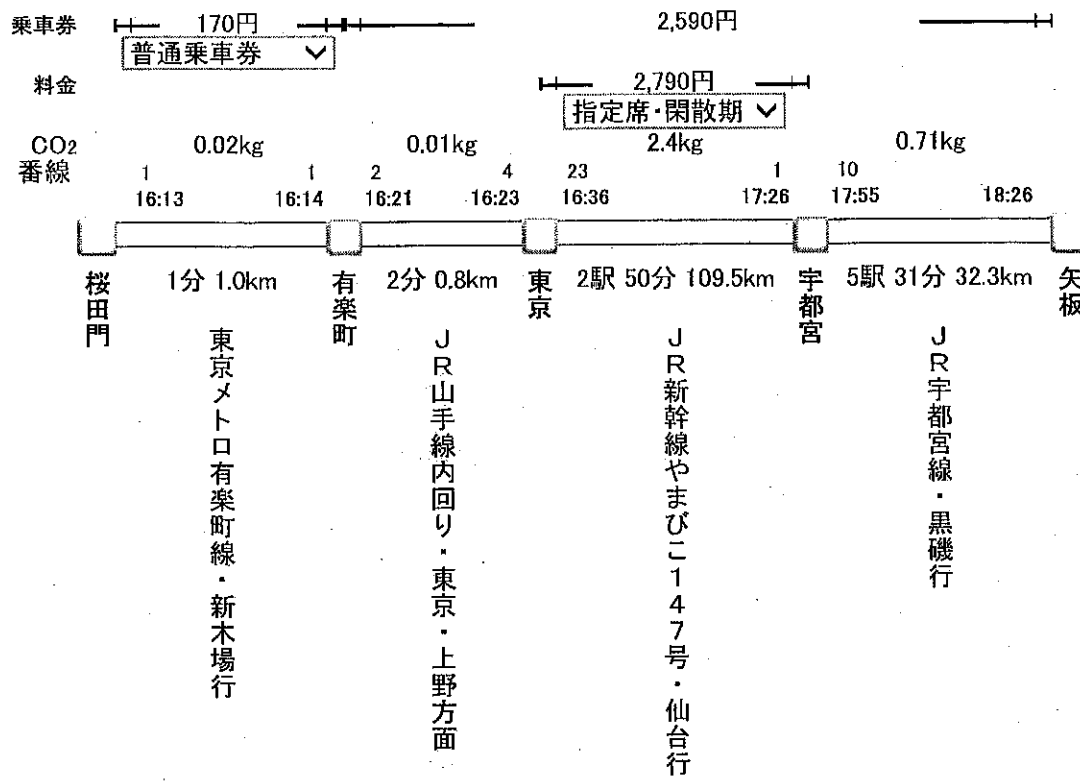 乗車券 170円 2,590円
普通乗車券
料金 2,790円
指定席・閑散期
CO2 0.02kg 0.01kg 2.4kg 0.71kg
番線 1 1 2 4 23 1 10
16:13 16:14 16:21 16:23 16:36 17:26 17:55 18:26
1分 1.0km 2分 0.8km 2駅 50分 109.5km 5駅 31分 32.3km
桜田門
有楽町
東京
宇都宮
矢板
東京メトロ有楽町線・新木場行
JR山手線内回り・東京・上野方面
JR新幹線やまびこ147号・仙台行
JR宇都宮線・黒磯行